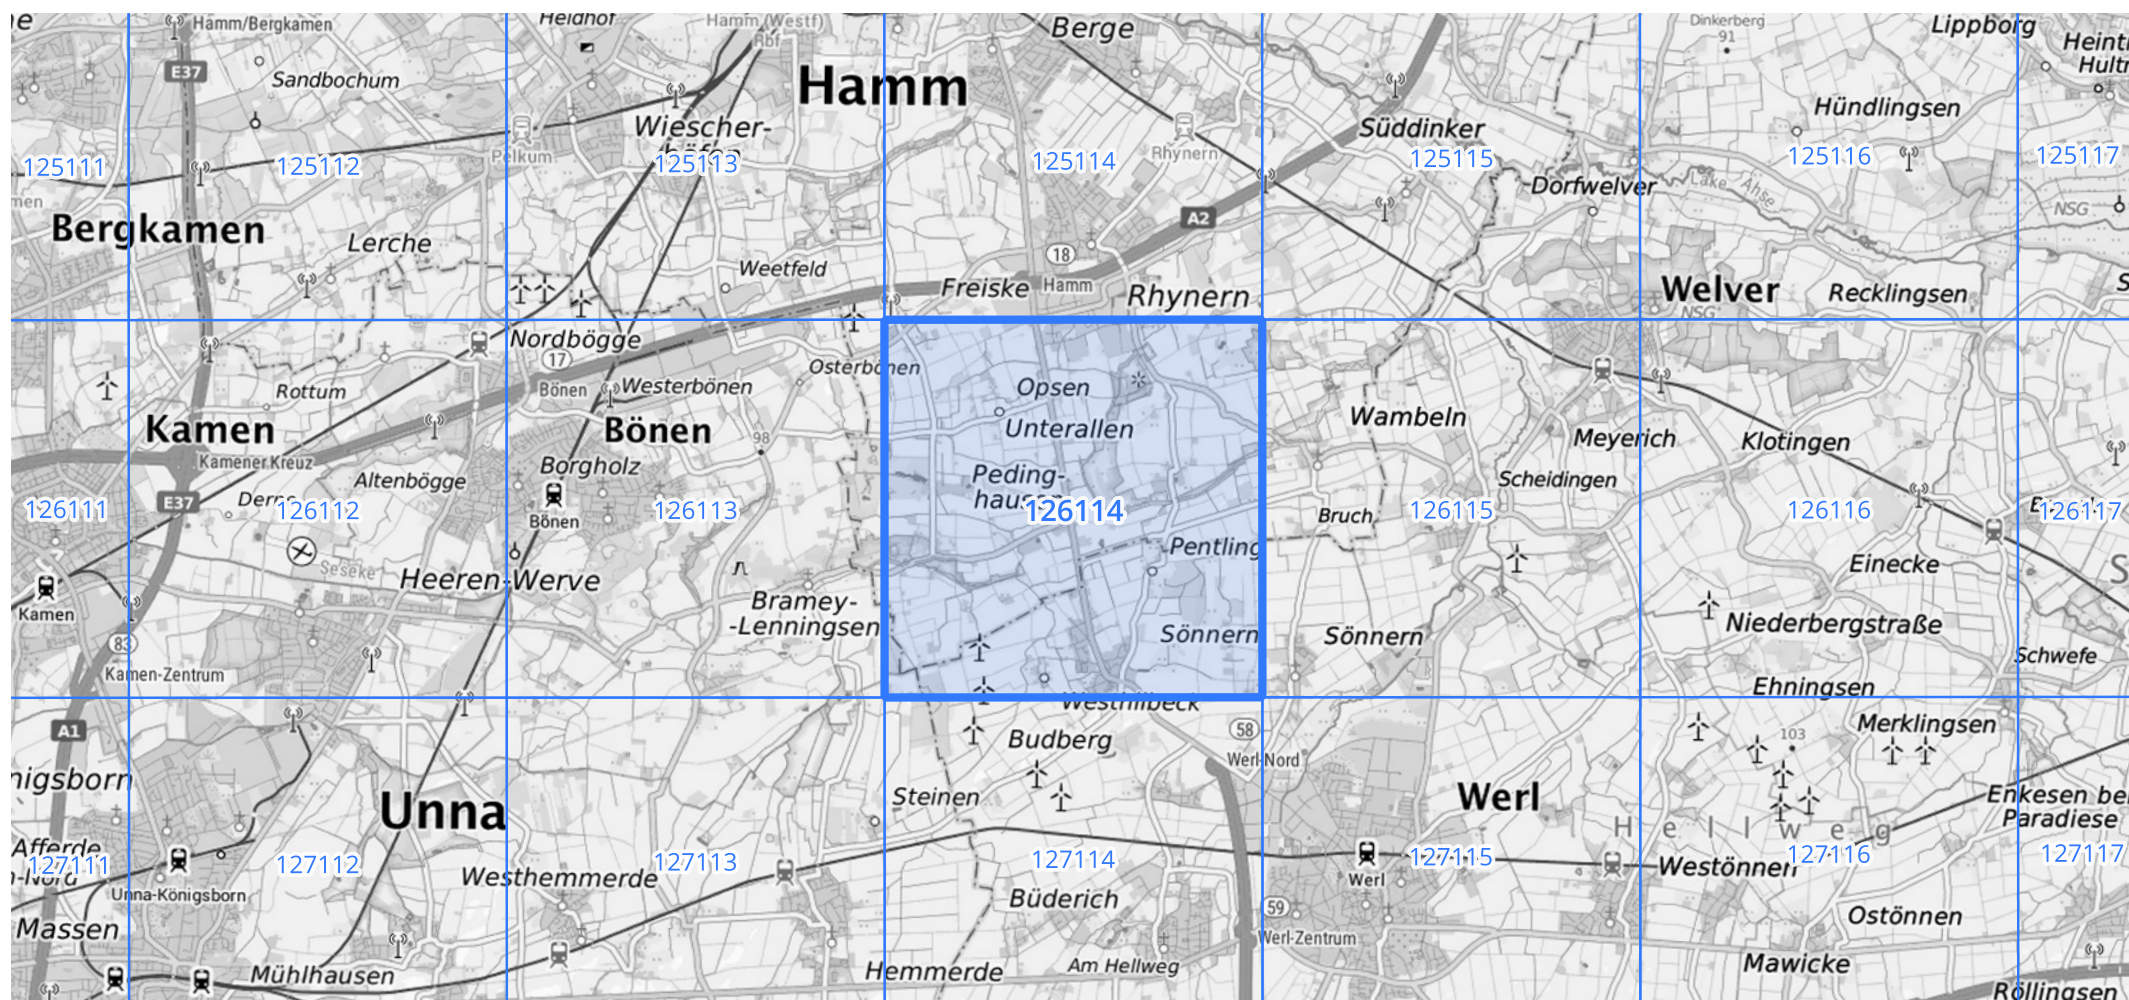 Heidhof
Hamm (Westf)
Rbf
Hamm/Bergkamen
Berge
Dinkerberg
91
Lippborg
E37
Sandbochum
Hamm
Hündlingsen
Wiescher-
Pelkum
Rhynern
Süddinker
125111
125112
125113
125114
125115
125116
125117
Dorfwelver
Lake
Ahse
NSG
Bergkamen
Lerche
A2
Weetfeld
18
Freiske
Hamm
Rhynern
Welver
Recklingsen
NSG
Nordbögge
17
Bönen
Westerbönen
Osterbönen
Rottum
Opsen
Kamen
Bönen
Unterallen
Wambeln
Meyerich
Klotingen
98
Kamener Kreuz
Borgholz
Altenbögge
Peding-
Scheidingen
E37
126111
126112
126113
126114
126115
126116
126117
Bönen
Bruch
Pentling
Seseke
Heeren-Werve
Einecke
Kamen
Bramey-
-Lenningsen
Niederbergstraße
83
Sönnern
Sönnern
Kamen-Zentrum
Schwefe
Ehningsen
Westhilbeck
A1
58
Merklingsen
Budberg
Werl-Nord
103
Steinen
Unna
Werl
Enkesen bei
Paradiese
Hellweg
Afferde
127111
127112
127113
127114
127115
127116
127117
Westönnen
Unna-Königsborn
Westhemmerde
Werl
Büderich
59
Ostönnen
Massen
Werl-Zentrum
Mühlhausen
Hemmerde
Am Hellweg
Mawicke
Röllingsen